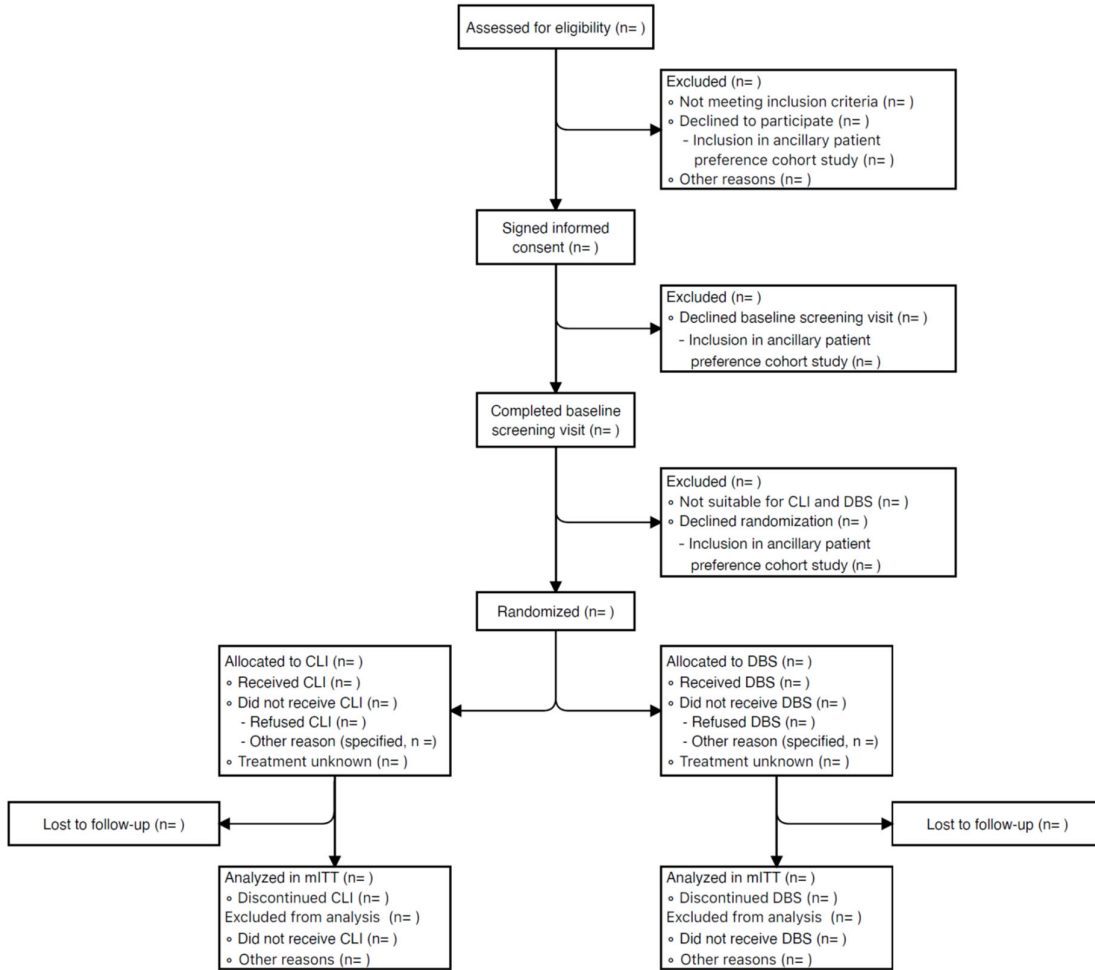 Assessed for eligibility (n= )
Excluded (n= )
∘ Not meeting inclusion criteria (n= )
∘ Declined to participate (n= )
- Inclusion in ancillary patient
preference cohort study (n= )
∘ Other reasons (n= )
Signed informed
consent (n= )
Excluded (n= )
∘ Declined baseline screening visit (n= )
- Inclusion in ancillary patient
preference cohort study (n= )
Completed baseline
screening visit (n= )
Excluded (n= )
∘ Not suitable for CLI and DBS (n= )
∘ Declined randomization (n= )
- Inclusion in ancillary patient
preference cohort study (n= )
Randomized (n= )
Allocated to CLI (n= )
∘ Received CLI (n= )
∘ Did not receive CLI (n= )
- Refused CLI (n= )
- Other reason (specified, n =)
∘ Treatment unknown (n= )
Allocated to DBS (n= )
∘ Received DBS (n= )
∘ Did not receive DBS (n= )
- Refused DBS (n= )
- Other reason (specified, n =)
∘ Treatment unknown (n= )
Lost to follow-up (n= )
Lost to follow-up (n= )
Analyzed in mITT (n= )
∘ Discontinued CLI (n= )
Excluded from analysis (n= )
∘ Did not receive CLI (n= )
∘ Other reasons (n= )
Analyzed in mITT (n= )
∘ Discontinued DBS (n= )
Excluded from analysis (n= )
∘ Did not receive DBS (n= )
∘ Other reasons (n= )